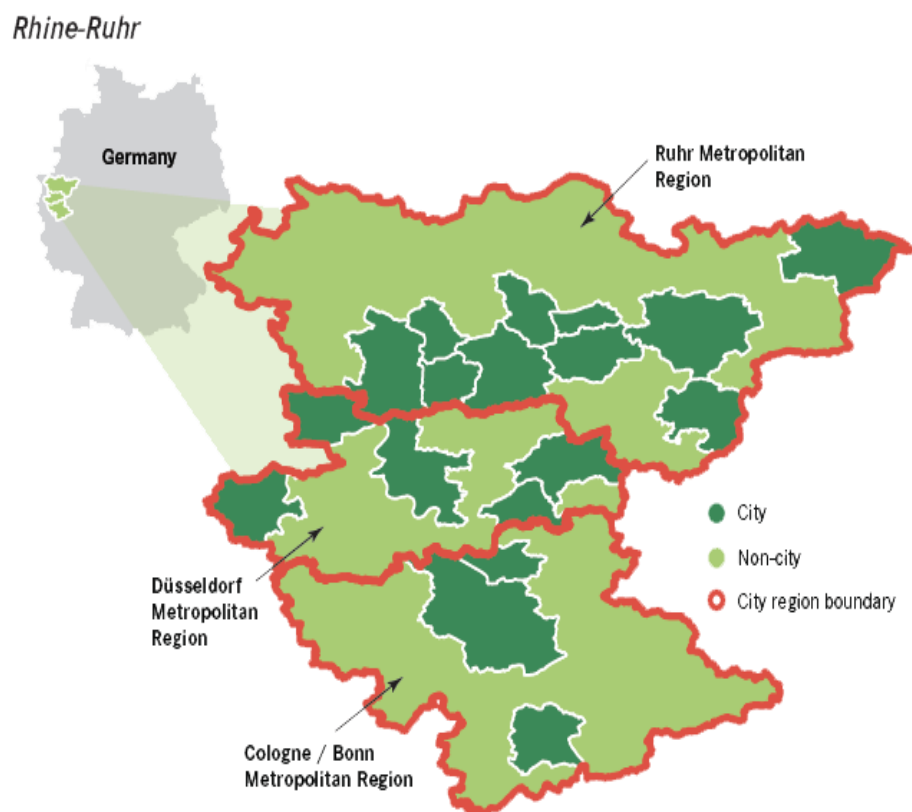 Rhine-Ruhr
Germany
Ruhr Metropolitan
Region
City
Non-city
City region boundary
Düsseldorf
Metropolitan
Region
Cologne / Bonn
Metropolitan Region